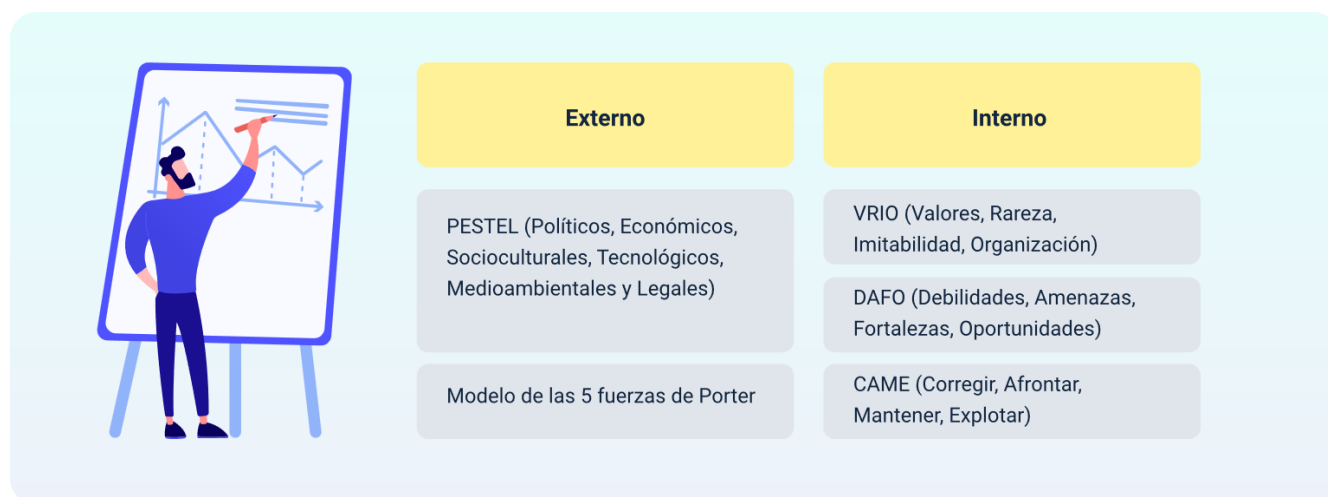 Externo
Interno
PESTEL (Políticos, Económicos,
Socioculturales, Tecnológicos,
Medioambientales y Legales)
Modelo de las 5 fuerzas de Porter
VRIO (Valores, Rareza,
Imitabilidad, Organización)
DAFO (Debilidades, Amenazas,
Fortalezas, Oportunidades)
CAME (Corregir, Afrontar,
Mantener, Explotar)